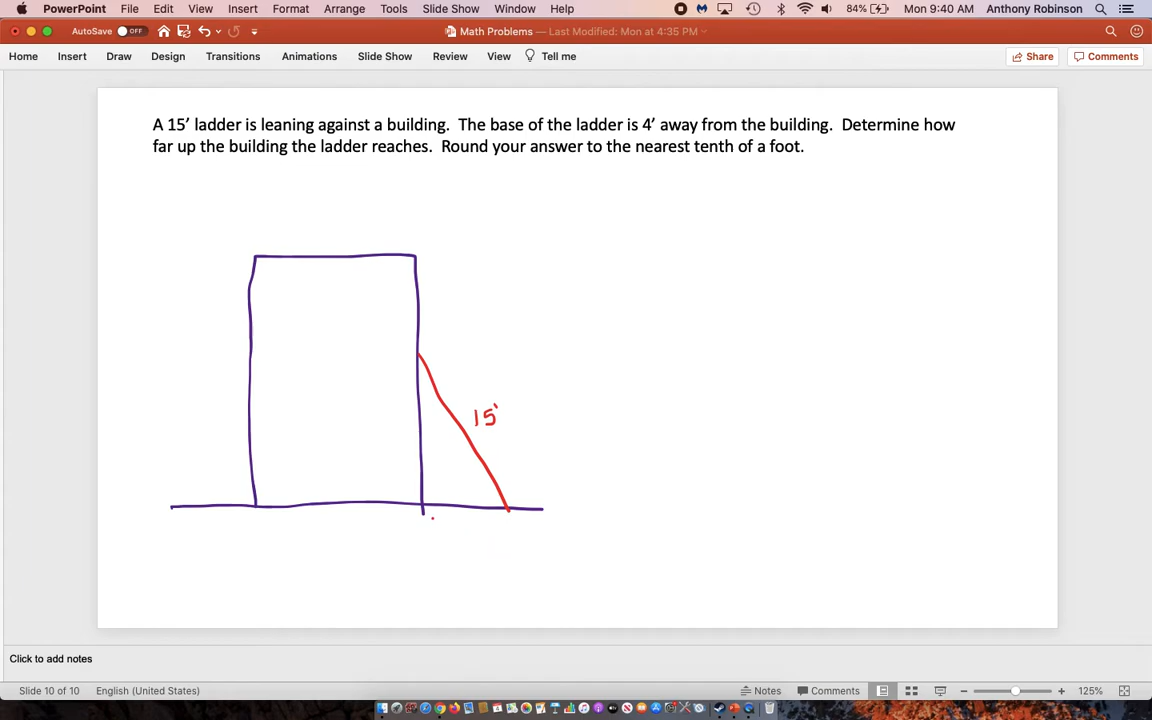 PowerPoint File Edit View Insert Format Arrange Tools Slide Show Window Help 84% Mon 9:40 AM Anthony Robinson
AutoSave OFF Math Problems — Last Modified: Mon at 4:35 PM
Home Insert Draw Design Transitions Animations Slide Show Review View Tell me Share Comments
A 15’ ladder is leaning against a building. The base of the ladder is 4’ away from the building. Determine how
far up the building the ladder reaches. Round your answer to the nearest tenth of a foot.
15'
Click to add notes
Slide 10 of 10 English (United States) Notes Comments 125%